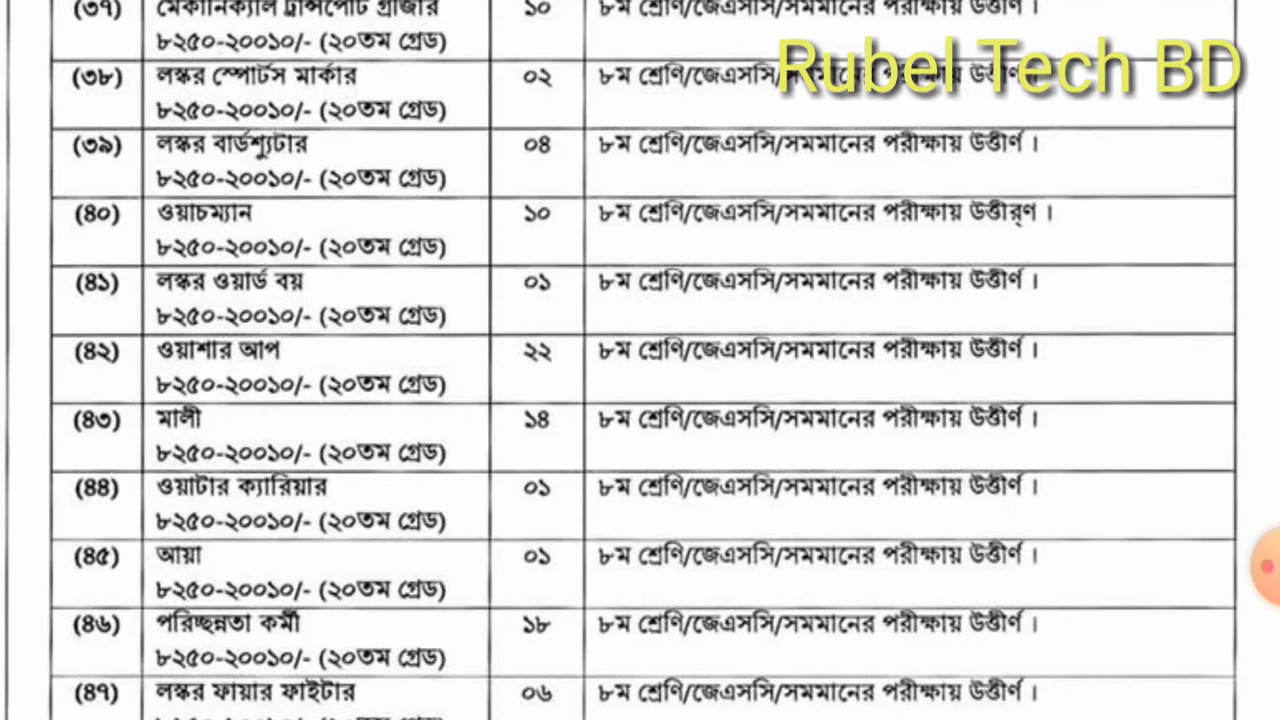 (৩৭) মেকানিক্যাল ট্রান্সপোর্ট গ্রীজার ১০ ৮ম শ্রেণি/জেএসসি/সমমানের পরীক্ষায় উত্তীর্ণ ।
৮২৫০-২০০১০/- (২০তম গ্রেড)
Rubel Tech BD
(৩৮) লস্কর স্পোর্টস মার্কার ০২ ৮ম শ্রেণি/জেএসসি/সমমানের পরীক্ষায় উত্তীর্ণ
৮২৫০-২০০১০/- (২০তম গ্রেড)
(৩৯) লস্কর বার্ডশ্যুটার ০৪ ৮ম শ্রেণি/জেএসসি/সমমানের পরীক্ষায় উত্তীর্ণ ।
৮২৫০-২০০১০/- (২০তম গ্রেড)
(৪০) ওয়াচম্যান ১০ ৮ম শ্রেণি/জেএসসি/সমমানের পরীক্ষায় উত্তীর্ণ ।
৮২৫০-২০০১০/- (২০তম গ্রেড)
(৪১) লস্কর ওয়ার্ড বয় ০১ ৮ম শ্রেণি/জেএসসি/সমমানের পরীক্ষায় উত্তীর্ণ ।
৮২৫০-২০০১০/- (২০তম গ্রেড)
(৪২) ওয়াশার আপ ২২ ৮ম শ্রেণি/জেএসসি/সমমানের পরীক্ষায় উত্তীর্ণ ।
৮২৫০-২০০১০/- (২০তম গ্রেড)
(৪৩) মালী ১৪ ৮ম শ্রেণি/জেএসসি/সমমানের পরীক্ষায় উত্তীর্ণ ।
৮২৫০-২০০১০/- (২০তম গ্রেড)
(৪৪) ওয়াটার ক্যারিয়ার ০১ ৮ম শ্রেণি/জেএসসি/সমমানের পরীক্ষায় উত্তীর্ণ ।
৮২৫০-২০০১০/- (২০তম গ্রেড)
(৪৫) আয়া ০১ ৮ম শ্রেণি/জেএসসি/সমমানের পরীক্ষায় উত্তীর্ণ ।
৮২৫০-২০০১০/- (২০তম গ্রেড)
(৪৬) পরিচ্ছন্নতা কর্মী ১৮ ৮ম শ্রেণি/জেএসসি/সমমানের পরীক্ষায় উত্তীর্ণ ।
৮২৫০-২০০১০/- (২০তম গ্রেড)
(৪৭) লস্কর ফায়ার ফাইটার ০৬ ৮ম শ্রেণি/জেএসসি/সমমানের পরীক্ষায় উত্তীর্ণ ।